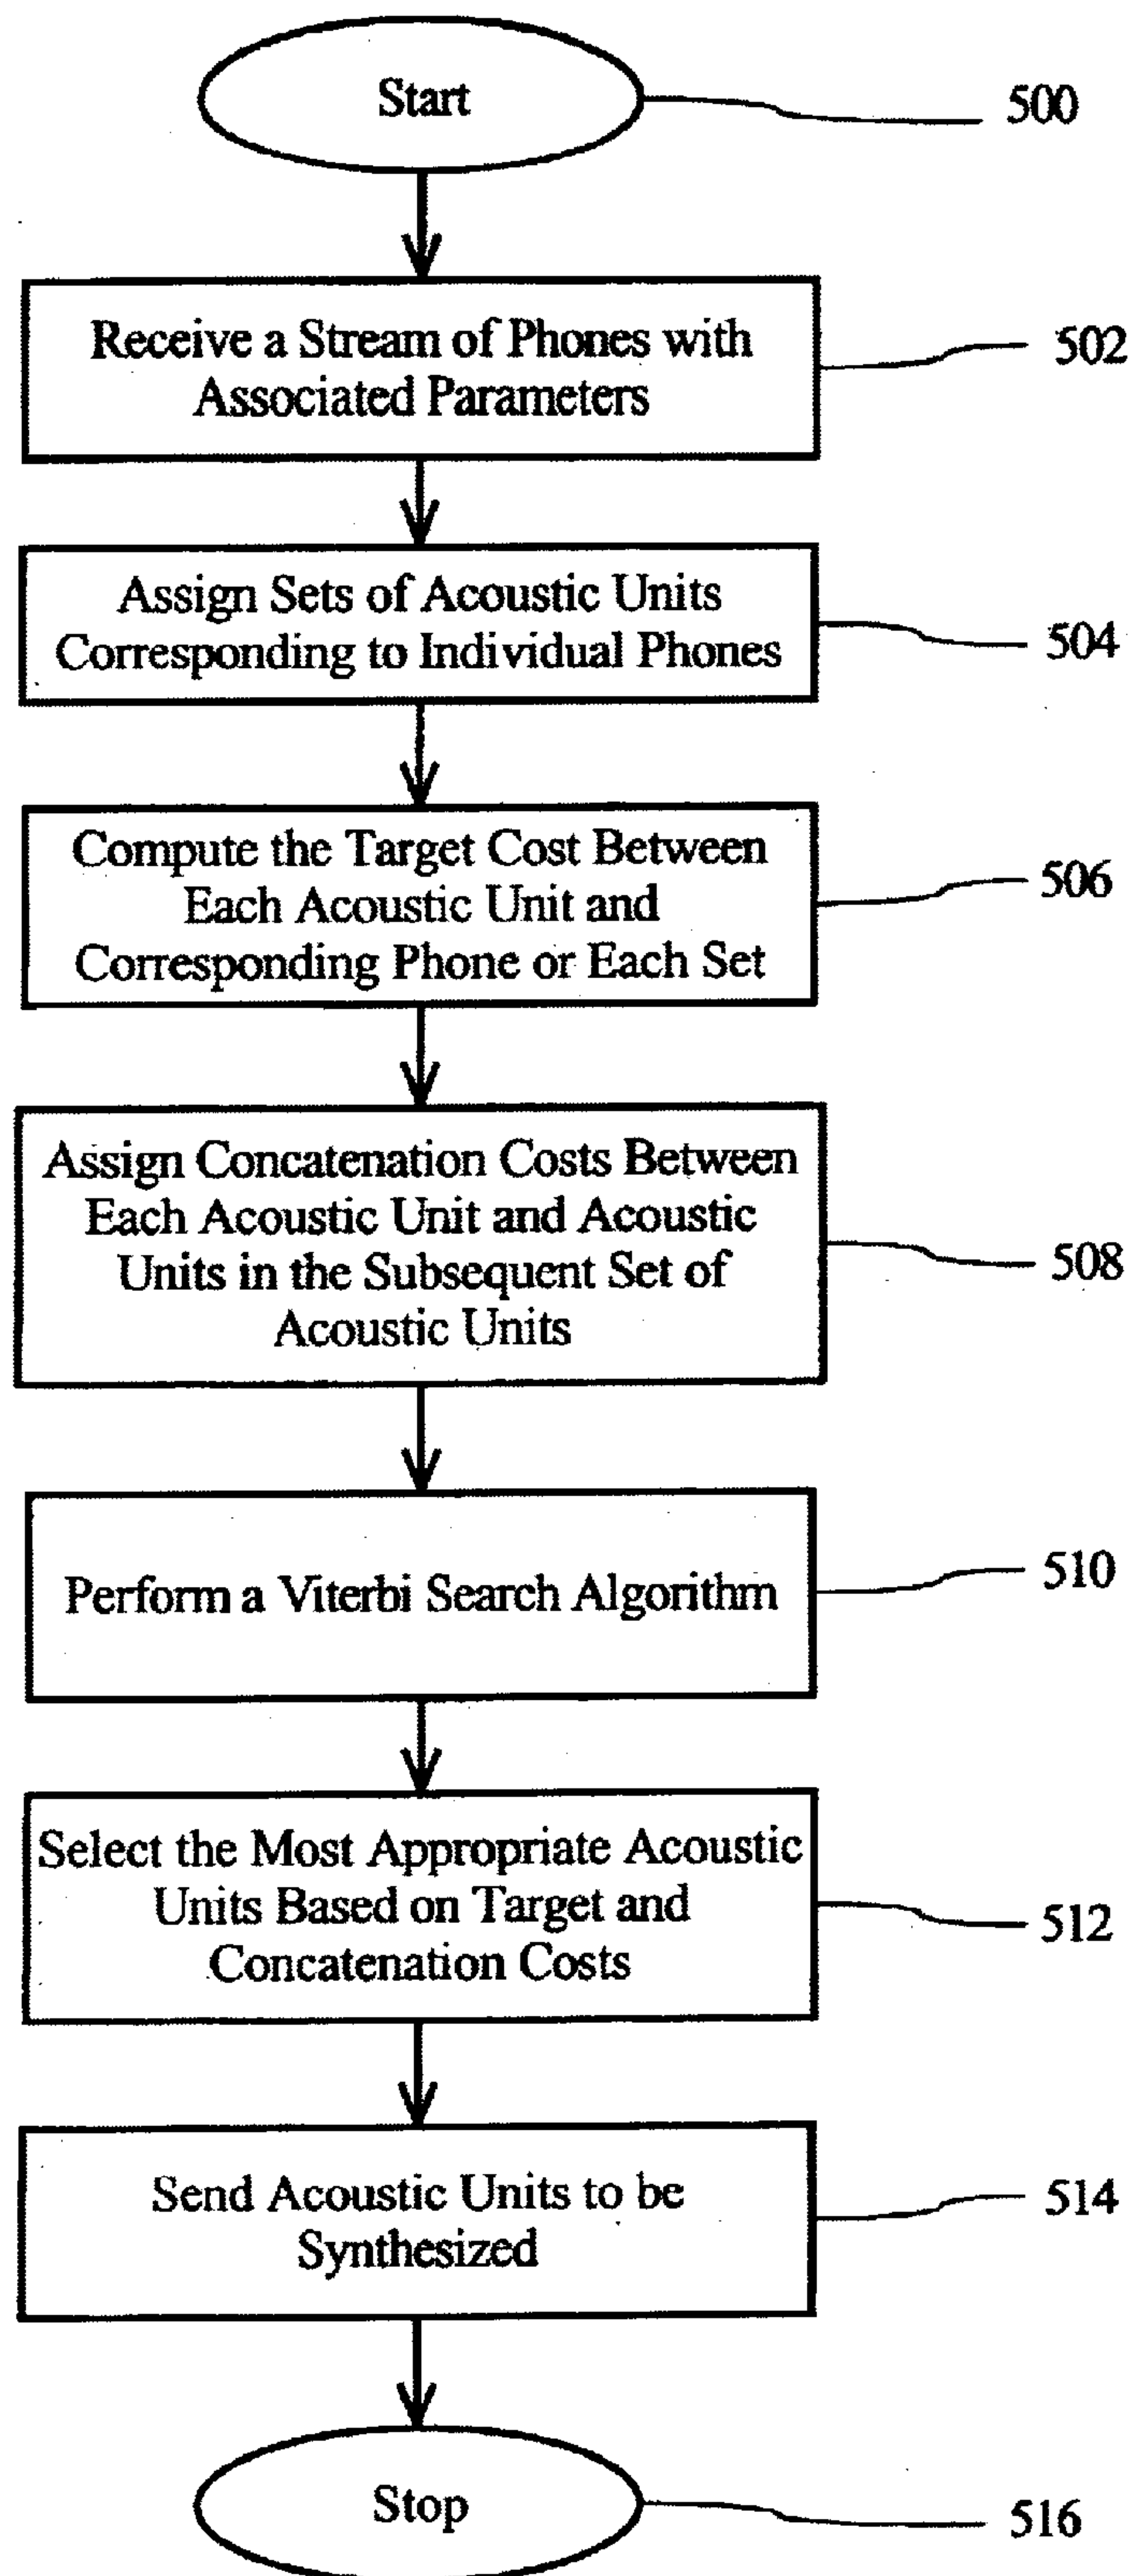 Start
500
Receive a Stream of Phones with
Associated Parameters
502
Assign Sets of Acoustic Units
Corresponding to Individual Phones
504
Compute the Target Cost Between
Each Acoustic Unit and
Corresponding Phone or Each Set
506
Assign Concatenation Costs Between
Each Acoustic Unit and Acoustic
Units in the Subsequent Set of
Acoustic Units
508
Perform a Viterbi Search Algorithm
510
Select the Most Appropriate Acoustic
Units Based on Target and
Concatenation Costs
512
Send Acoustic Units to be
Synthesized
514
Stop
516